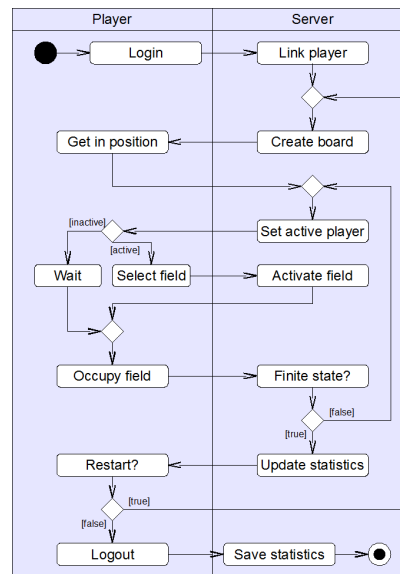 Player
Server
Login
Link player
Get in position
Create board
Set active player
[inactive]
[active]
Wait
Select field
Activate field
Occupy field
Finite state?
[false]
[true]
Restart?
Update statistics
[true]
[false]
Logout
Save statistics